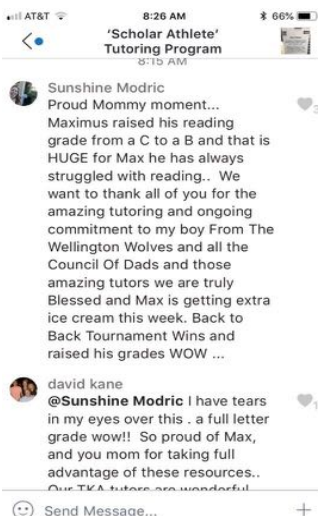 AT&T 8:26 AM 66%
‘Scholar Athlete’
Tutoring Program
8:15 AM
Sunshine Modric
Proud Mommy moment...
Maximus raised his reading
grade from a C to a B and that is
HUGE for Max he has always
struggled with reading.. We
want to thank all of you for the
amazing tutoring and ongoing
commitment to my boy From The
Wellington Wolves and all the
Council Of Dads and those
amazing tutors we are truly
Blessed and Max is getting extra
ice cream this week. Back to
Back Tournament Wins and
raised his grades WOW ...
david kane
@Sunshine Modric I have tears
in my eyes over this . a full letter
grade wow!! So proud of Max,
and you mom for taking full
advantage of these resources..
Our TKA tutors are wonderful
Send Message...